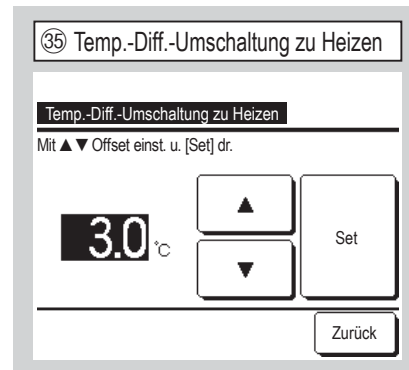 ㉟ Temp.-Diff.-Umschaltung zu Heizen
Temp.-Diff.-Umschaltung zu Heizen
Mit ▲▼ Offset einst. u. [Set] dr.
▲
3.0 °C
Set
▼
Zurück